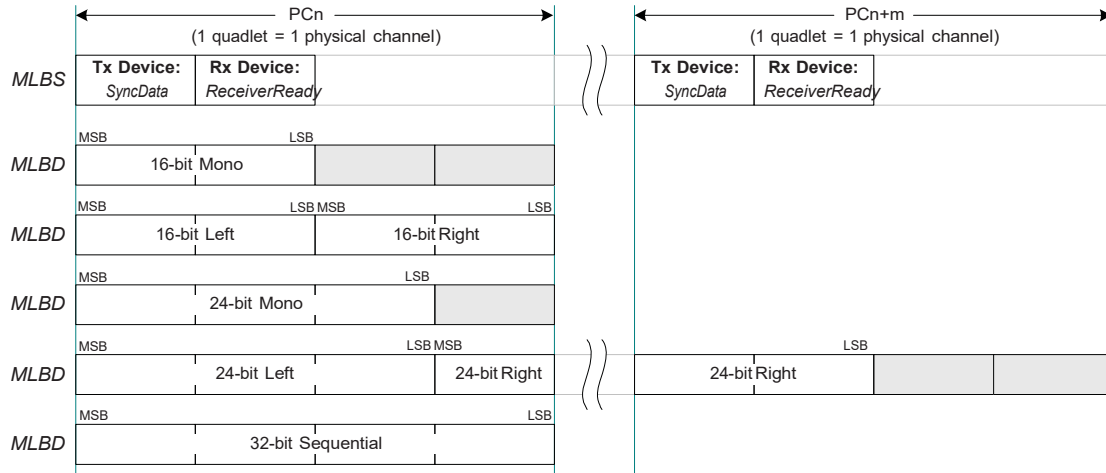 PCn PCn+m
(1 quadlet = 1 physical channel) (1 quadlet = 1 physical channel)
MLBS Tx Device: Rx Device: Tx Device: Rx Device:
SyncData ReceiverReady SyncData ReceiverReady
MSB LSB
MLBD 16-bit Mono
MSB LSB MSB LSB
MLBD 16-bit Left 16-bit Right
MSB LSB
MLBD 24-bit Mono
MSB LSB MSB LSB
MLBD 24-bit Left 24-bit Right 24-bit Right
MSB LSB
MLBD 32-bit Sequential